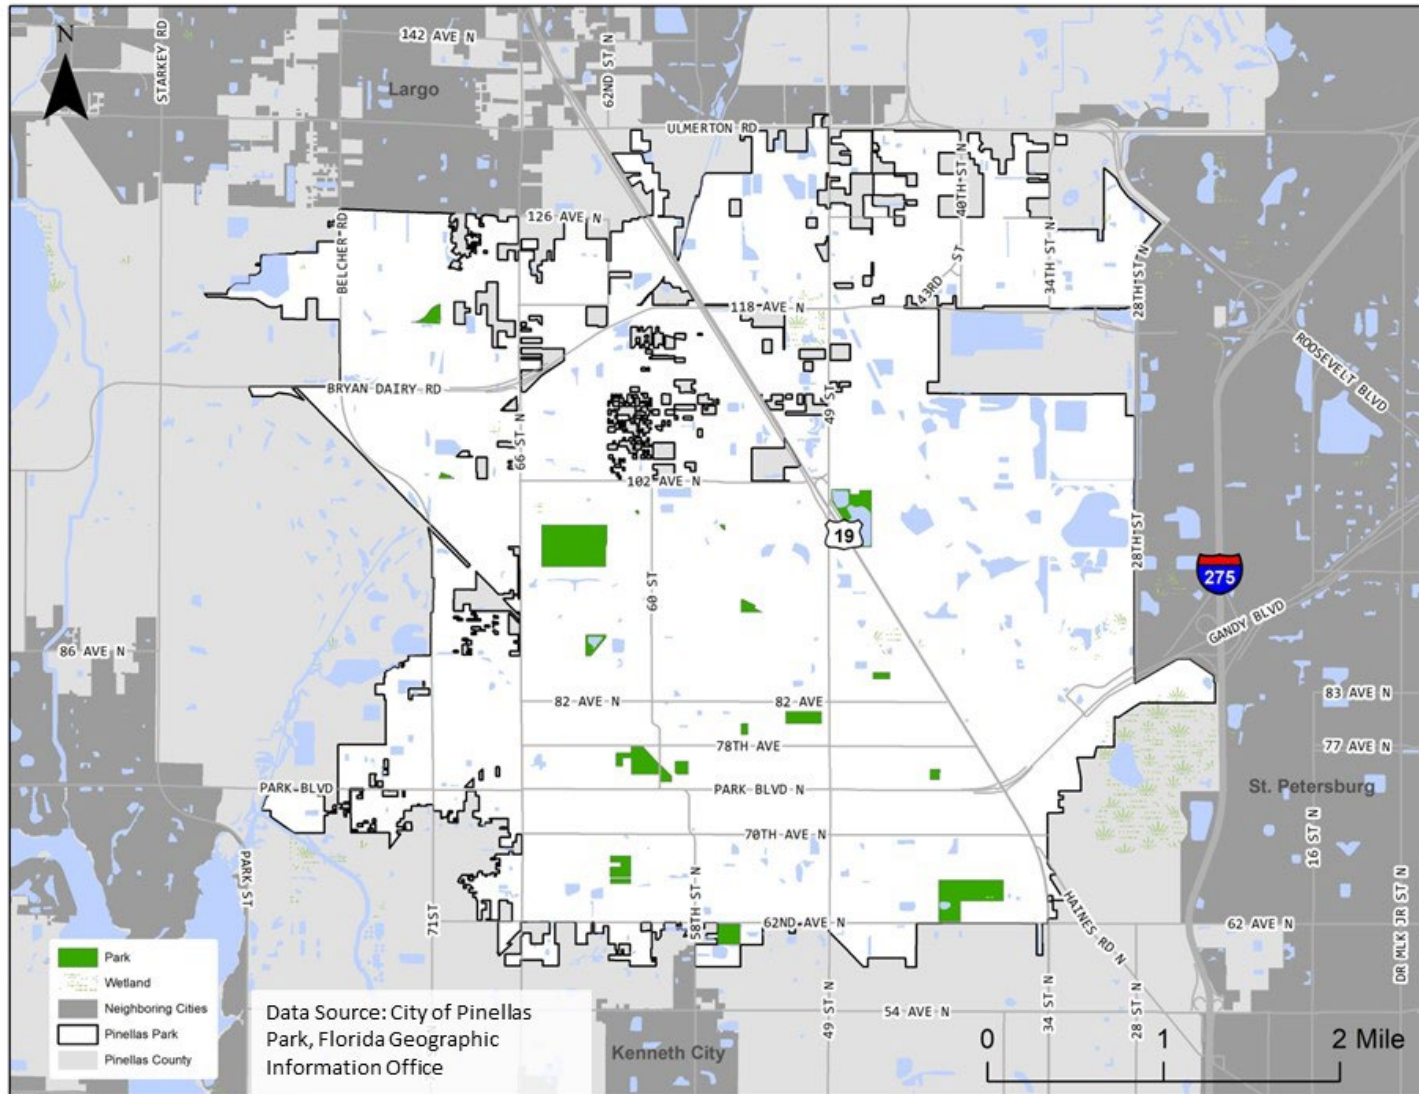 N
142 AVE N
STARKEY RD
62ND ST N
Largo
ULMERTON RD
40TH ST N
126 AVE N
BELCHER RD
34TH ST N
43RD ST
28TH ST N
118 AVE N
ROOSEVELT BLVD
BRYAN DAIRY RD
49 ST
66 ST N
102 AVE N
19
28TH ST
275
60 ST
GANDY BLVD
86 AVE N
82 AVE N
82 AVE
83 AVE N
78TH AVE
77 AVE N
PARK BLVD
PARK BLVD N
St. Petersburg
70TH AVE N
16 ST N
PARK ST
71ST
58TH ST N
62ND AVE N
HAINES RD N
62 AVE N
DR MLK JR ST N
49 ST N
54 AVE N
34 ST N
28 ST N
Kenneth City
Park
Wetland
Neighboring Cities
Pinellas Park
Pinellas County
Data Source: City of Pinellas
Park, Florida Geographic
Information Office
0 1 2 Mile